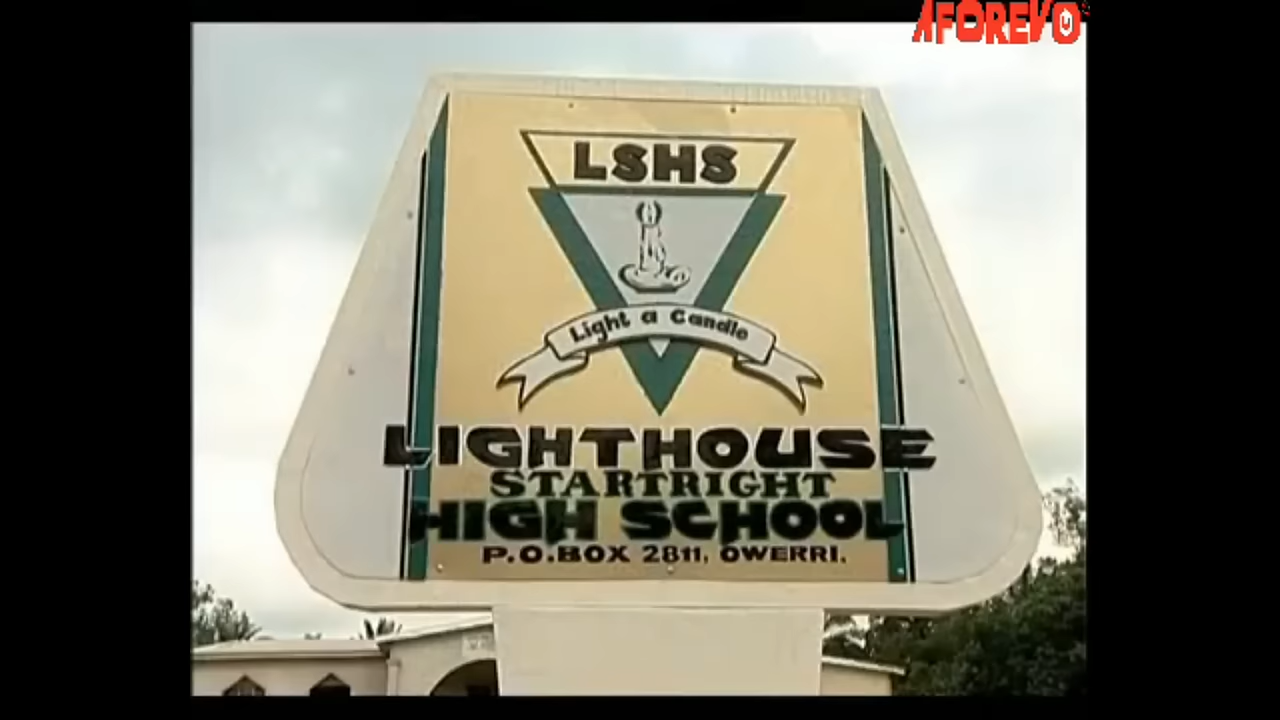 AFOREVO
LSHS
Light a Candle
LIGHTHOUSE
STARTRIGHT
HIGH SCHOOL
P.O.BOX 2811, OWERRI.